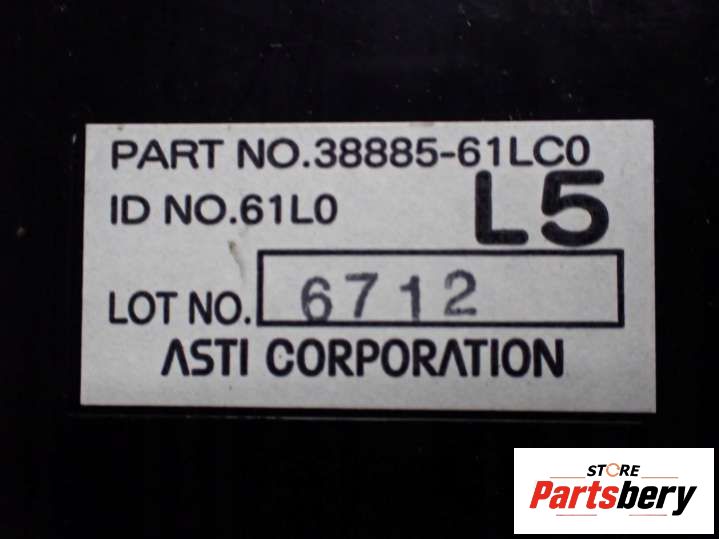 PART NO.38885-61LC0
ID NO.61L0
L5
LOT NO. 6712
ASTI CORPORATION
STORE
Partsbery